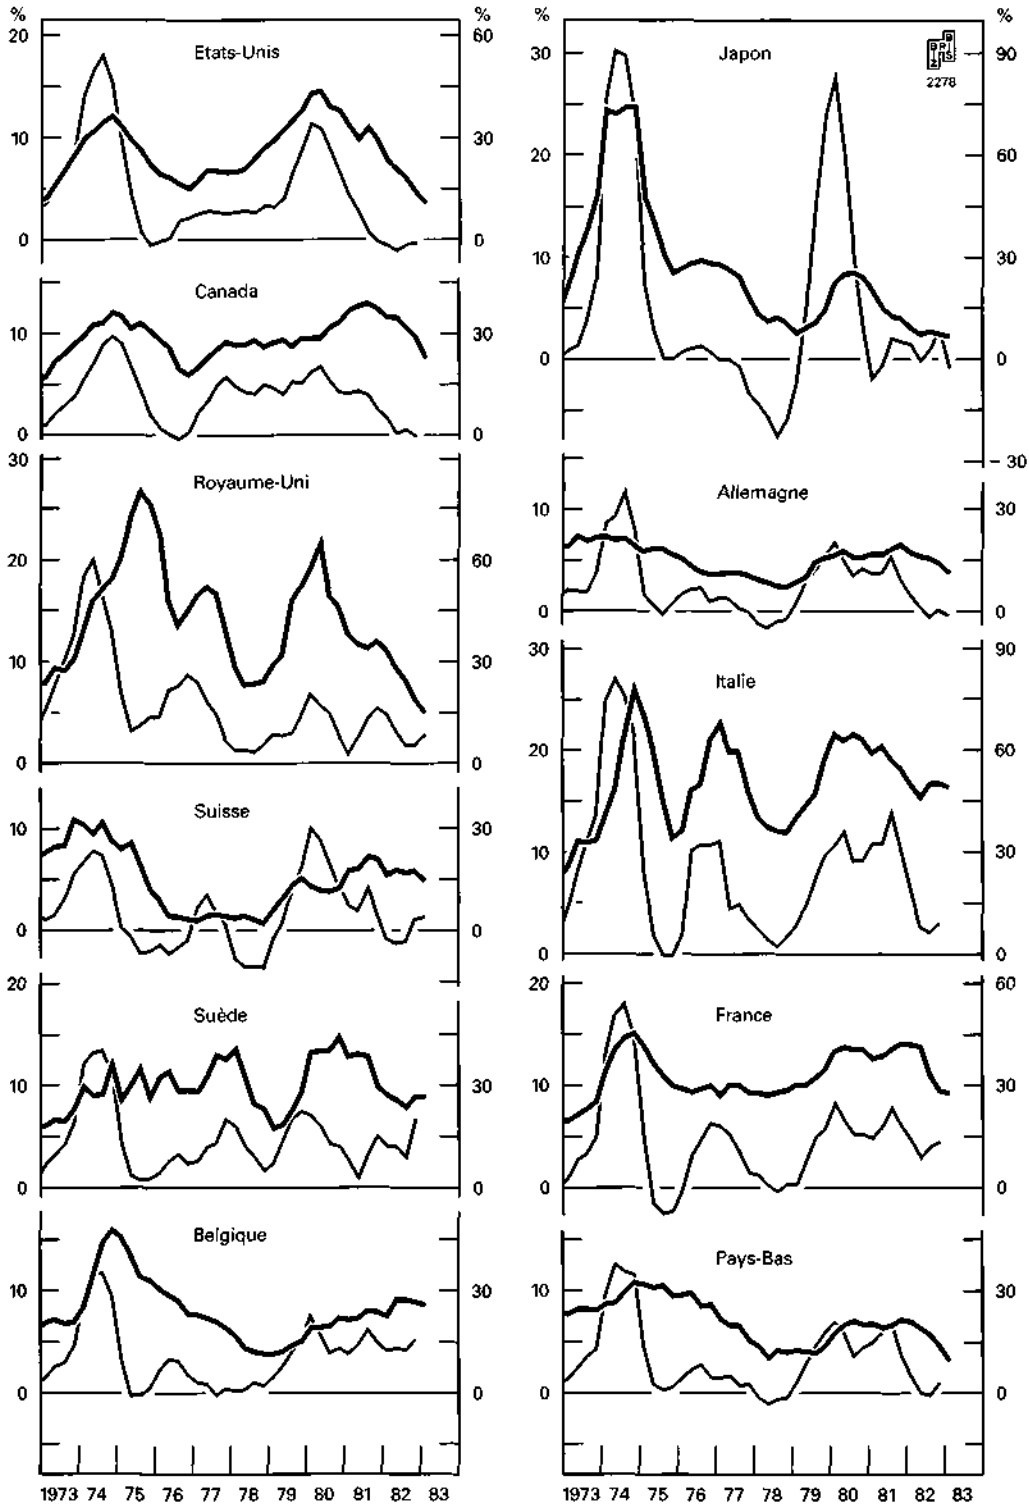 % % % %
20 Etats-Unis 60
10 30
0 0
30 Japon 90
BRI BIS
2278
20 60
10 30
0 0
- 30
Canada
10 30
0 0
30 Royaume-Uni
20 60
10 30
0 0
Allemagne
10 30
0 0
30 Italie 90
20 60
10 30
0 0
Suisse
10 30
0 0
20 Suède 60
10 30
0 0
20 France 60
10 30
0 0
Belgique
10 30
0 0
Pays-Bas
10 30
0 0
1973 74 75 76 77 78 79 80 81 82 83
1973 74 75 76 77 78 79 80 81 82 83